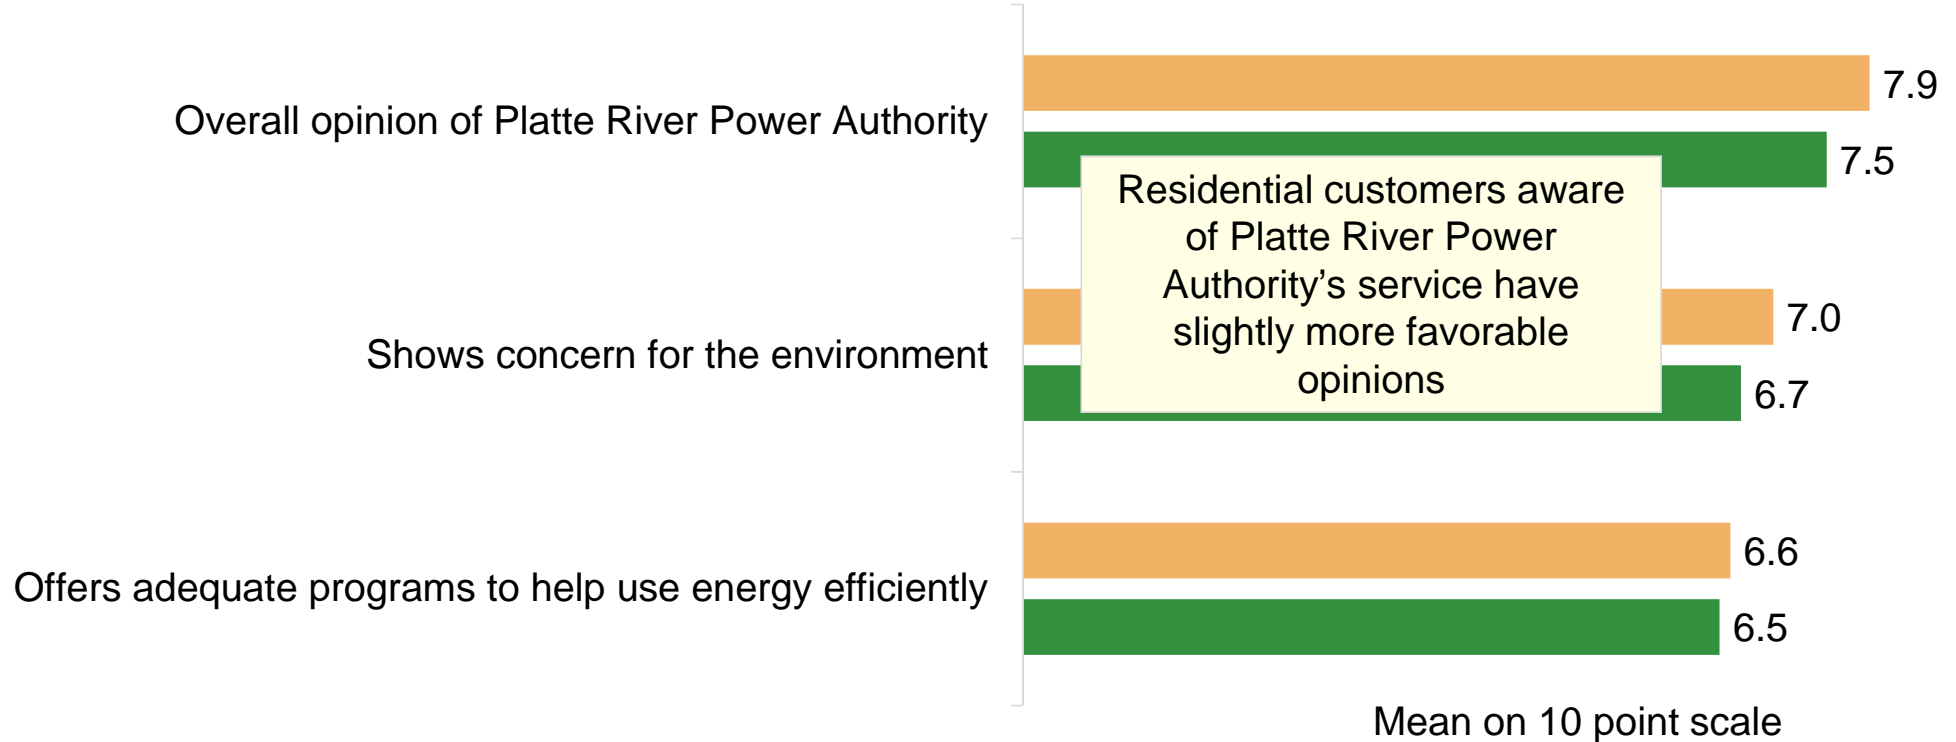 Overall opinion of Platte River Power Authority
7.9
7.5
Residential customers aware
of Platte River Power
Authority’s service have
slightly more favorable
opinions
Shows concern for the environment
7.0
6.7
Offers adequate programs to help use energy efficiently
6.6
6.5
Mean on 10 point scale